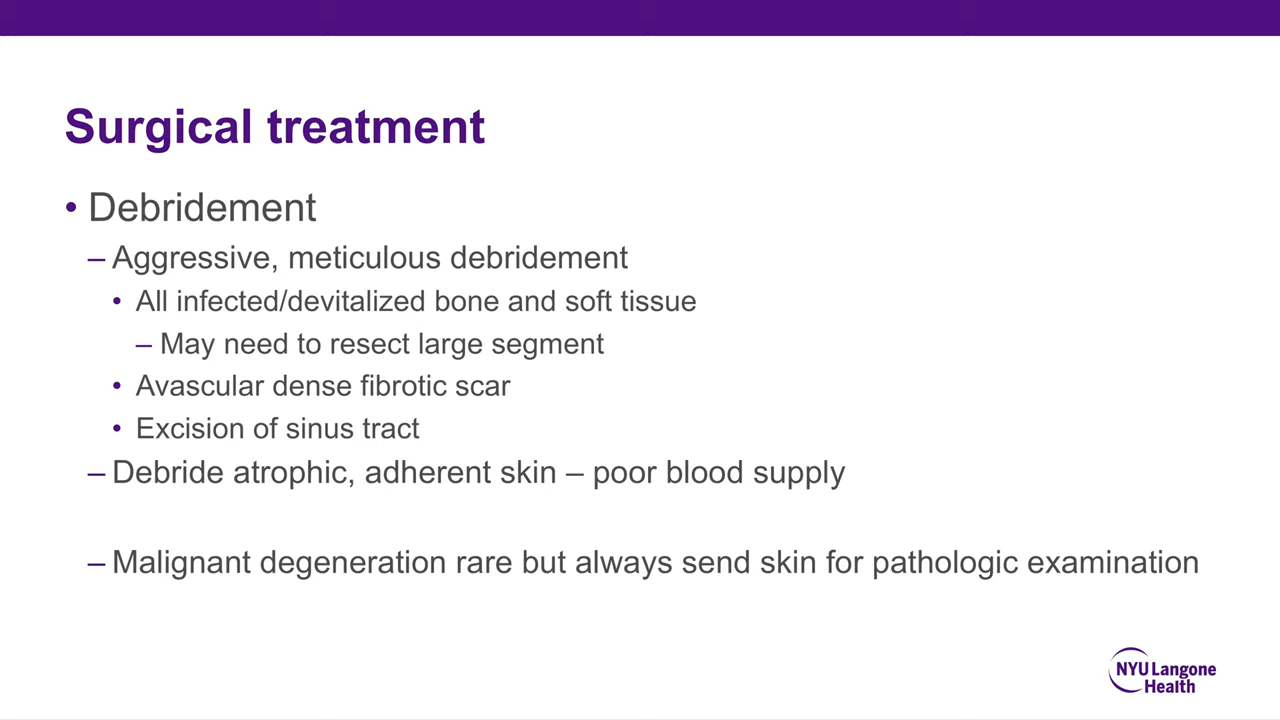 Surgical treatment
• Debridement
– Aggressive, meticulous debridement
• All infected/devitalized bone and soft tissue
– May need to resect large segment
• Avascular dense fibrotic scar
• Excision of sinus tract
– Debride atrophic, adherent skin – poor blood supply
– Malignant degeneration rare but always send skin for pathologic examination
NYU Langone
Health